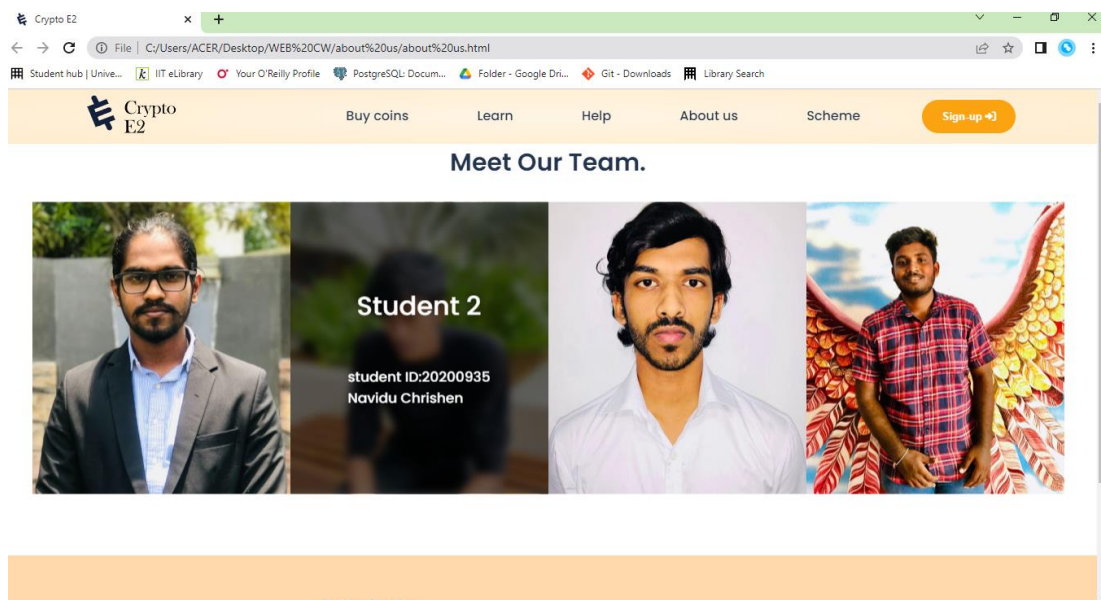 Crypto E2
File
C:/Users/ACER/Desktop/WEB%20CW/about%20us/about%20us.html
Student hub | Unive...
IIT eLibrary
Your O'Reilly Profile
PostgreSQL: Docum...
Folder - Google Dri...
Git - Downloads
Library Search
Crypto
E2
Buy coins
Learn
Help
About us
Scheme
Sign-up
Meet Our Team.
Student 2
student ID:20200935
Navidu Chrishen